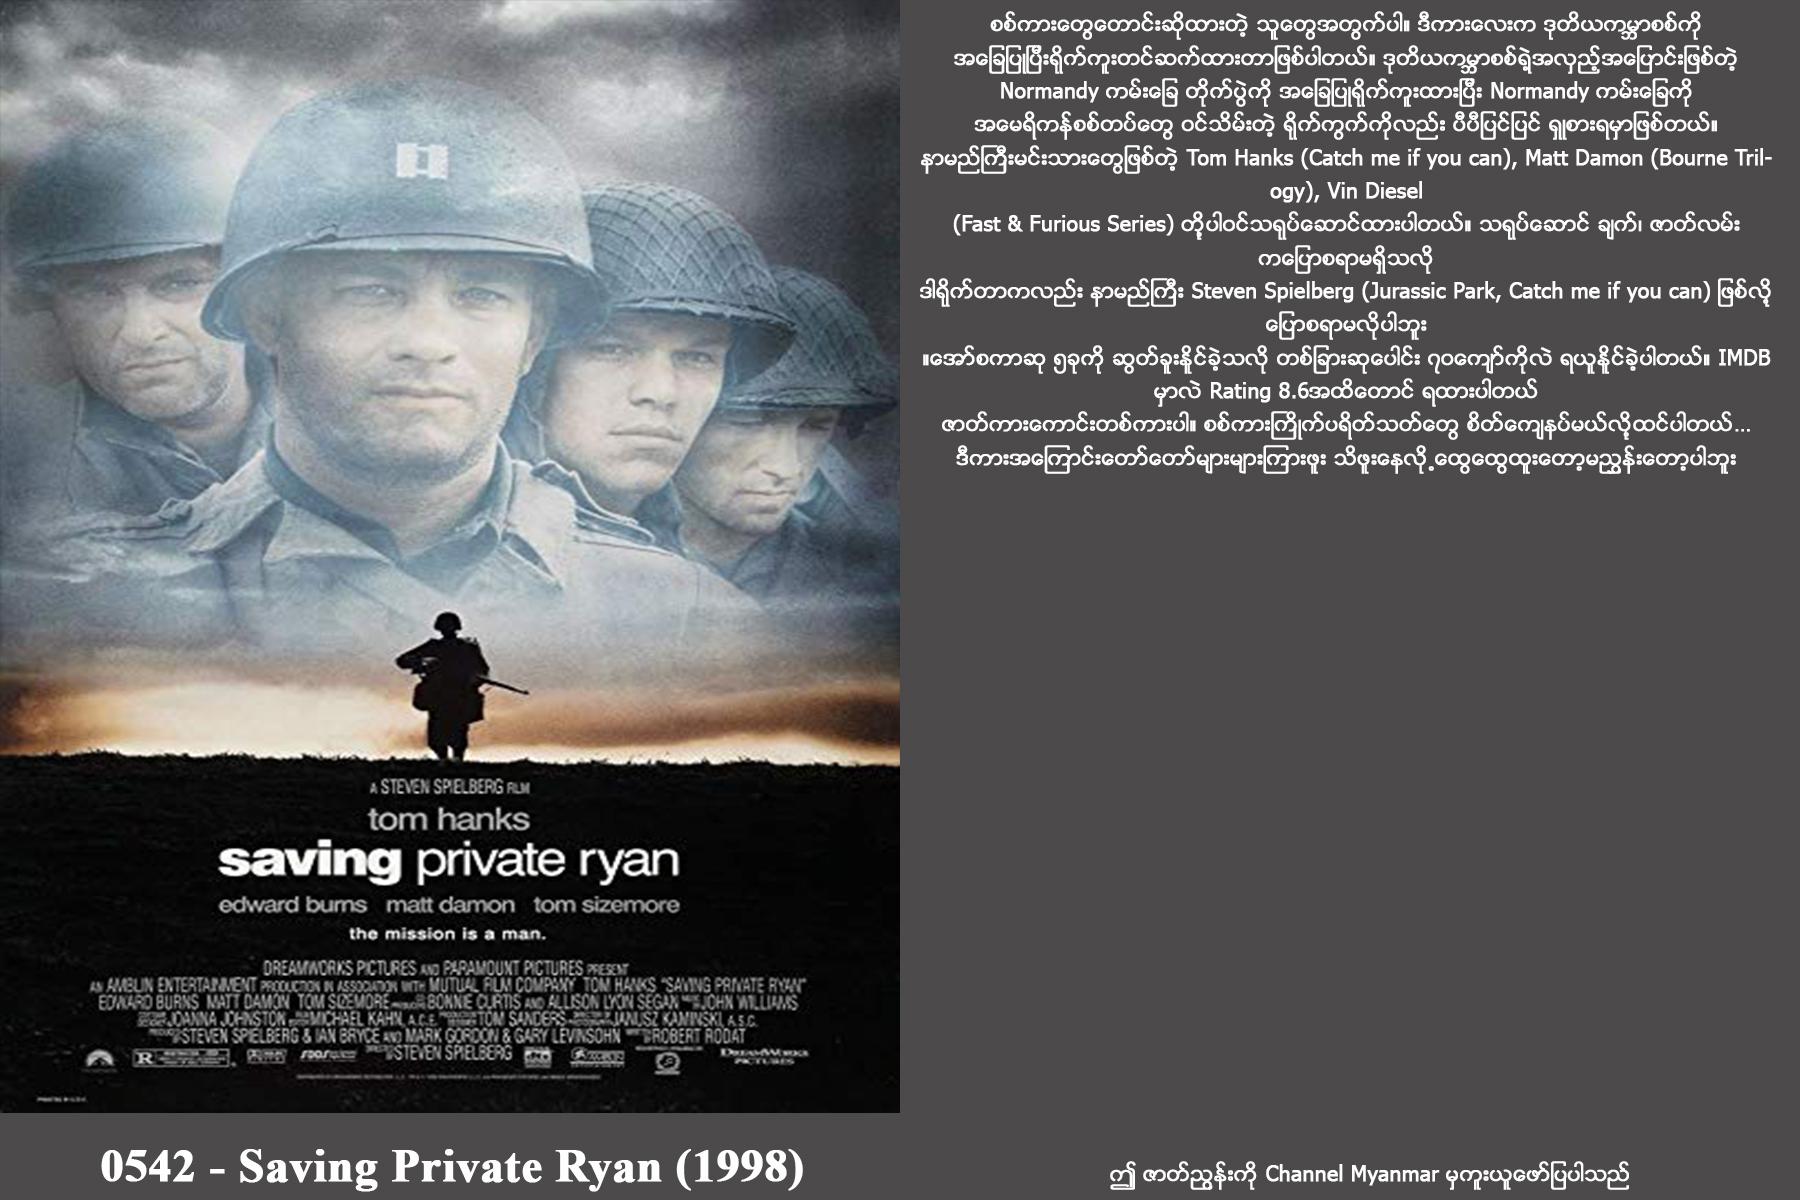 A STEVEN SPIELBERG FILM
tom hanks
saving private ryan
edward burns matt damon tom sizemore
the mission is a man.
DREAMWORKS PICTURES AND PARAMOUNT PICTURES PRESENT
AN AMBLIN ENTERTAINMENT PRODUCTION IN ASSOCIATION WITH MUTUAL FILM COMPANY TOM HANKS "SAVING PRIVATE RYAN"
EDWARD BURNS MATT DAMON TOM SIZEMORE BONNIE CURTIS AND ALLISON LYON SEGAN JOHN WILLIAMS
JOANNA JOHNSTON MICHAEL KAHN, A.C.E. TOM SANDERS JANUSZ KAMINSKI, A.S.C.
STEVEN SPIELBERG & IAN BRYCE AND MARK GORDON & GARY LEVINSOHN ROBERT RODAT
STEVEN SPIELBERG
R
DREAMWORKS PICTURES
0542 - Saving Private Ryan (1998)
စစ်ကားတွေတောင်းဆိုထားတဲ့ သူတွေအတွက်ပါ။ ဒီကားလေးက ဒုတိယကမ္ဘာစစ်ကို
အခြေပြုပြီးရိုက်ကူးတင်ဆက်ထားတာဖြစ်ပါတယ်။ ဒုတိယကမ္ဘာစစ်ရဲ့အလှည့်အပြောင်းဖြစ်တဲ့
Normandy ကမ်းခြေ တိုက်ပွဲကို အခြေပြုရိုက်ကူးထားပြီး Normandy ကမ်းခြေကို
အမေရိကန်စစ်တပ်တွေ ဝင်သိမ်းတဲ့ ရိုက်ကွက်ကိုလည်း ပီပီပြင်ပြင် ရှုစားရမှာဖြစ်တယ်။
နာမည်ကြီးမင်းသားတွေဖြစ်တဲ့ Tom Hanks (Catch me if you can), Matt Damon (Bourne Tril-
ogy), Vin Diesel
(Fast & Furious Series) တို့ပါဝင်သရုပ်ဆောင်ထားပါတယ်။ သရုပ်ဆောင် ချက်၊ ဇာတ်လမ်း
ကပြောစရာမရှိသလို
ဒါရိုက်တာကလည်း နာမည်ကြီး Steven Spielberg (Jurassic Park, Catch me if you can) ဖြစ်လို့
ပြောစရာမလိုပါဘူး
။အော်စကာဆု ၅ခုကို ဆွတ်ခူးနိူင်ခဲ့သလို တစ်ခြားဆုပေါင်း ၇၀ကျော်ကိုလဲ ရယူနိူင်ခဲ့ပါတယ်။ IMDB
မှာလဲ Rating 8.6အထိတောင် ရထားပါတယ်
ဇာတ်ကားကောင်းတစ်ကားပါ။ စစ်ကားကြိုက်ပရိတ်သတ်တွေ စိတ်ကျေနပ်မယ်လို့ထင်ပါတယ်...
ဒီကားအကြောင်းတော်တော်များများကြားဖူး သိဖူးနေလို့ထွေထွေထူးတော့မညွှန်းတော့ပါဘူး
ဤ ဇာတ်ညွှန်းကို Channel Myanmar မှကူးယူဖော်ပြပါသည်